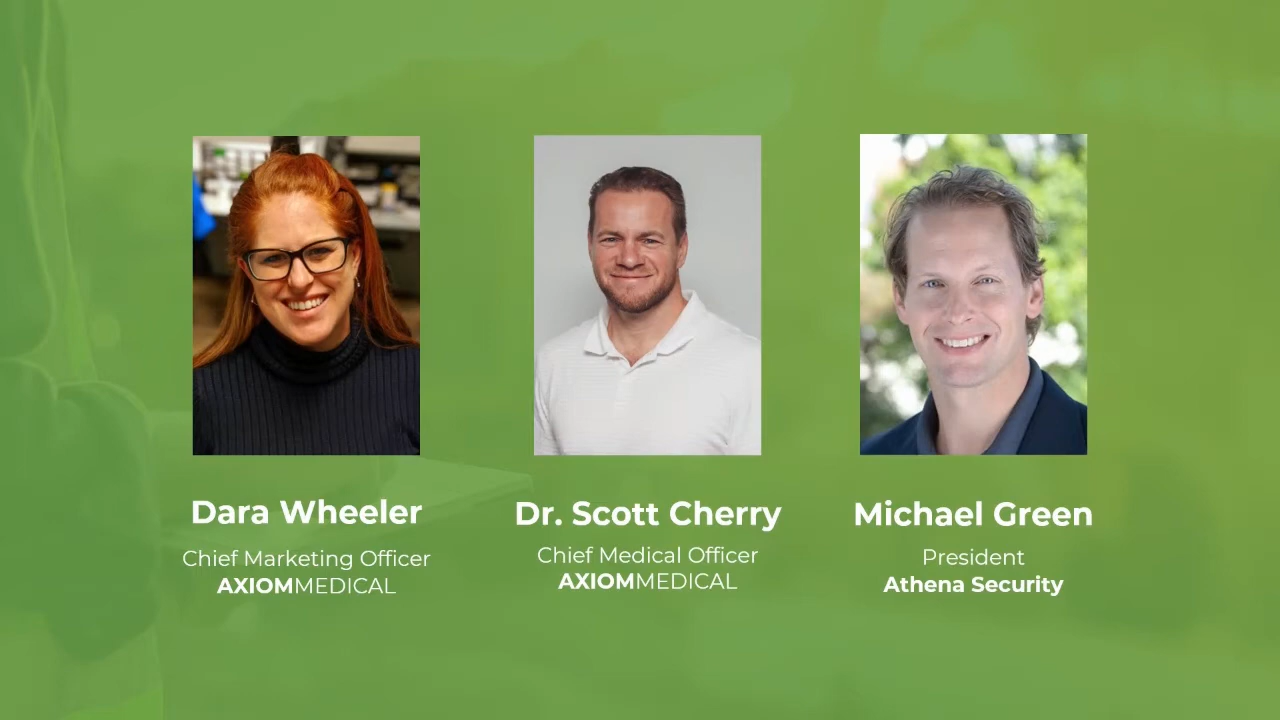 Dara Wheeler
Chief Marketing Officer
AXIOMMEDICAL
Dr. Scott Cherry
Chief Medical Officer
AXIOMMEDICAL
Michael Green
President
Athena Security